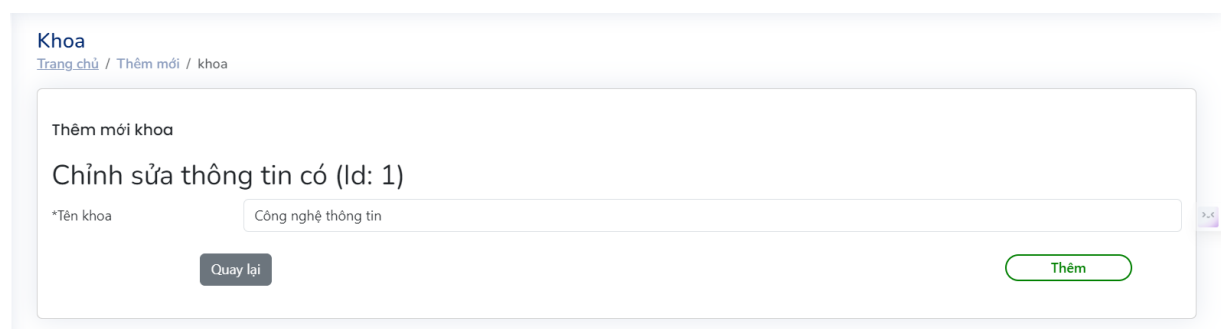 Khoa
Trang chủ / Thêm mới / khoa
Thêm mới khoa
Chỉnh sửa thông tin có (Id: 1)
*Tên khoa Công nghệ thông tin
Quay lại Thêm